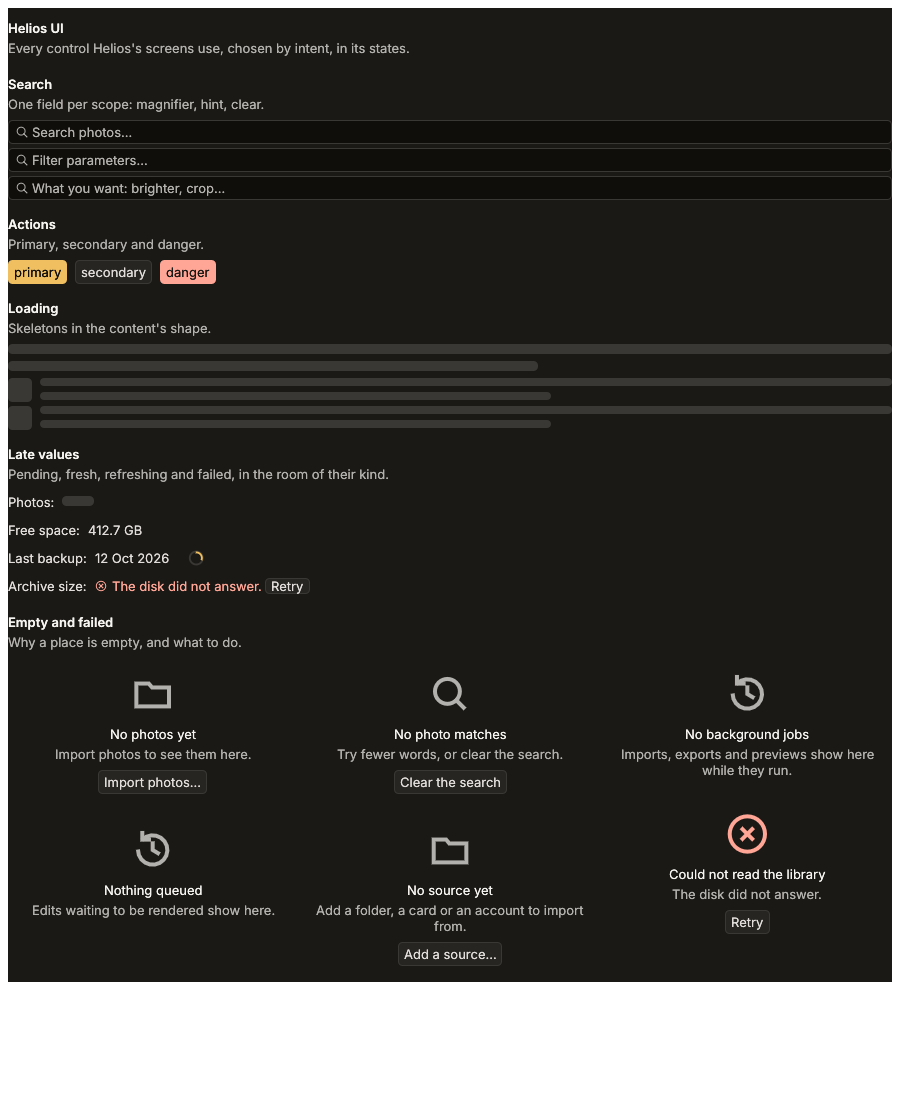 Helios UI
Every control Helios's screens use, chosen by intent, in its states.
Search
One field per scope: magnifier, hint, clear.
Search photos...
Filter parameters...
What you want: brighter, crop...
Actions
Primary, secondary and danger.
primary secondary danger
Loading
Skeletons in the content's shape.
Late values
Pending, fresh, refreshing and failed, in the room of their kind.
Photos:
Free space: 412.7 GB
Last backup: 12 Oct 2026
Archive size: The disk did not answer. Retry
Empty and failed
Why a place is empty, and what to do.
No photos yet
Import photos to see them here.
Import photos...
No photo matches
Try fewer words, or clear the search.
Clear the search
No background jobs
Imports, exports and previews show here
while they run.
Nothing queued
Edits waiting to be rendered show here.
No source yet
Add a folder, a card or an account to import
from.
Add a source...
Could not read the library
The disk did not answer.
Retry